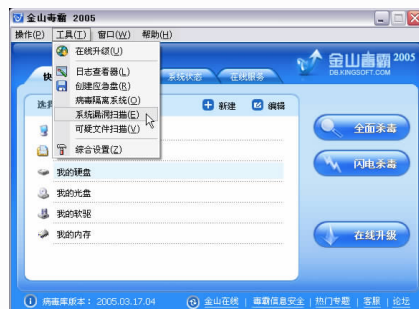 金山毒霸 2005
操作(P) 工具(T) 窗口(W) 帮助(H)
在线升级(U)
日志查看器(L)
创建应急盘(R)
病毒隔离系统(O)
系统漏洞扫描(E)
可疑文件扫描(V)
综合设置(Z)
金山毒霸 2005
DB.KINGSOFT.COM
快
系统状态
在线服务
选择
新建
编辑
我的硬盘
我的光盘
我的软驱
我的内存
全面杀毒
闪电杀毒
在线升级
病毒库版本: 2005.03.17.04
金山在线 | 毒霸信息安全 | 热门专题 | 客服 | 论坛